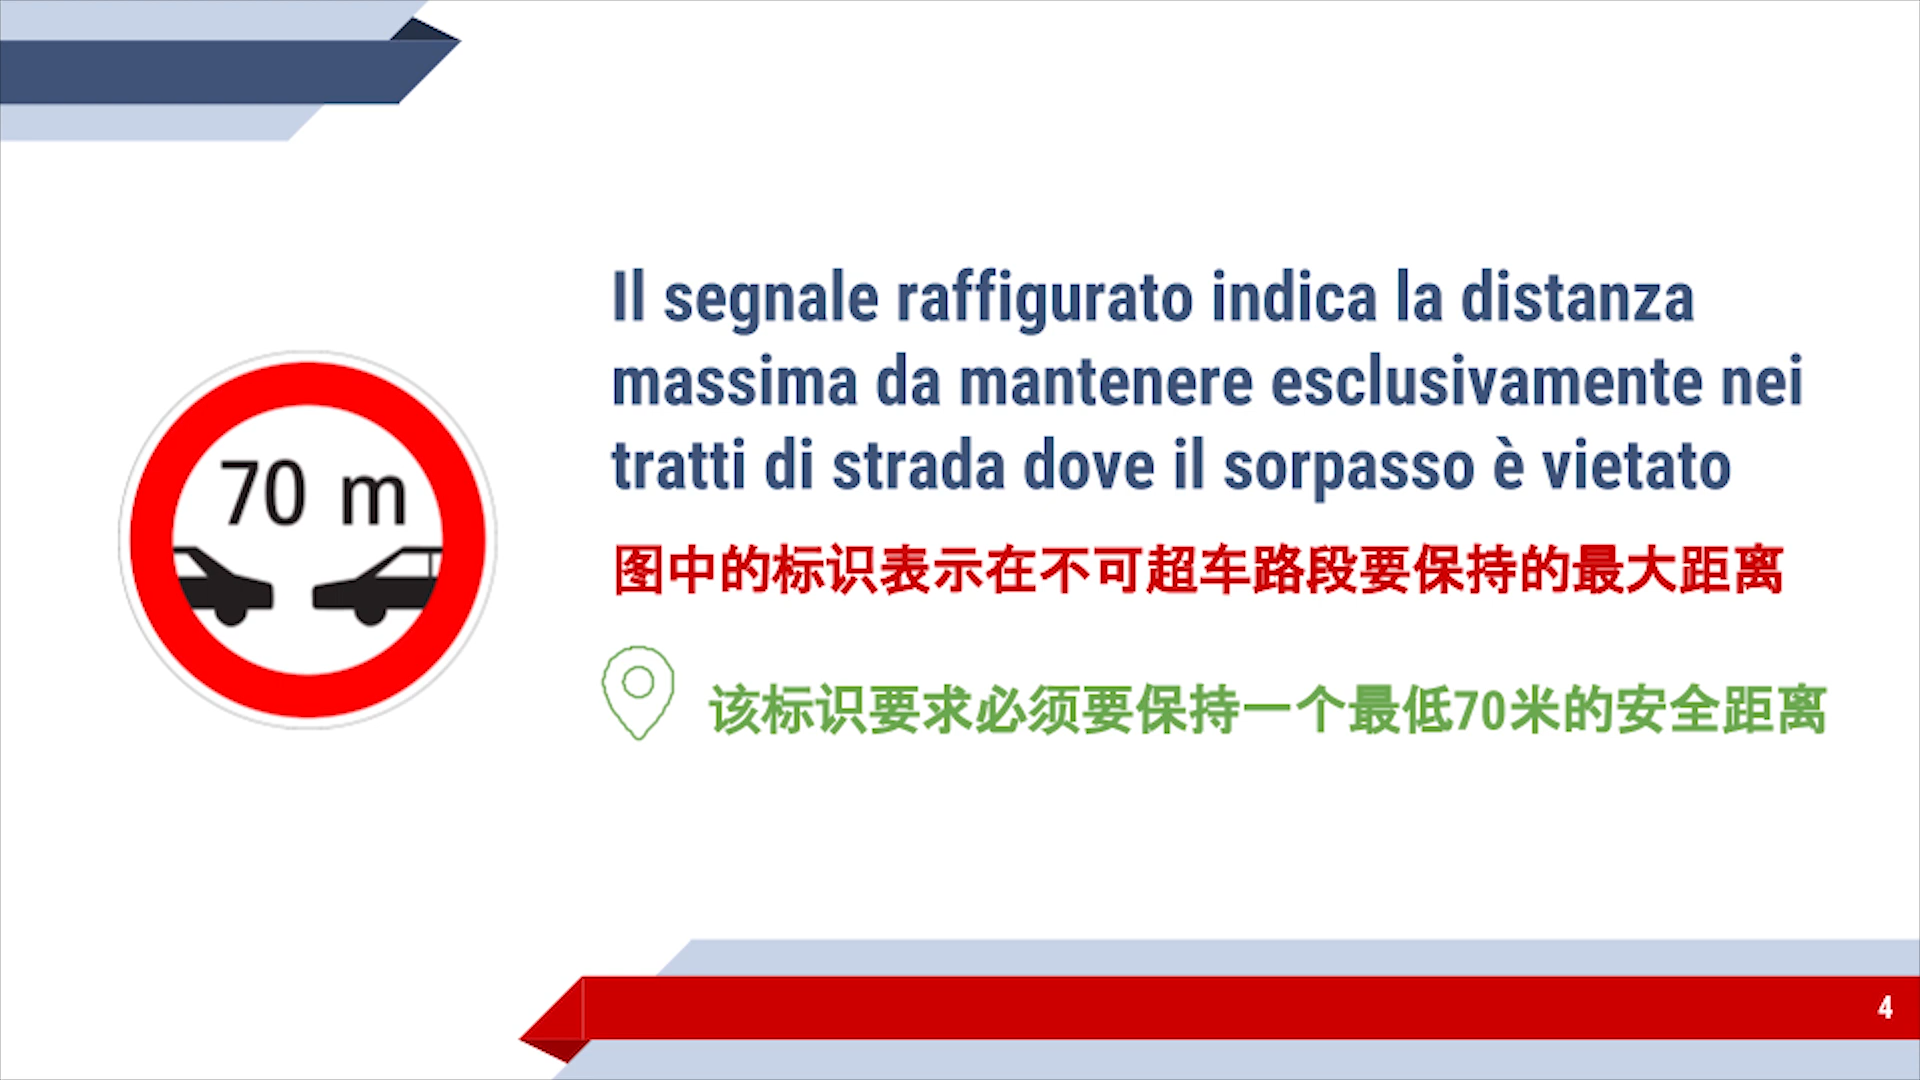 70 m
Il segnale raffigurato indica la distanza
massima da mantenere esclusivamente nei
tratti di strada dove il sorpasso è vietato
图中的标识表示在不可超车路段要保持的最大距离
该标识要求必须要保持一个最低70米的安全距离
4